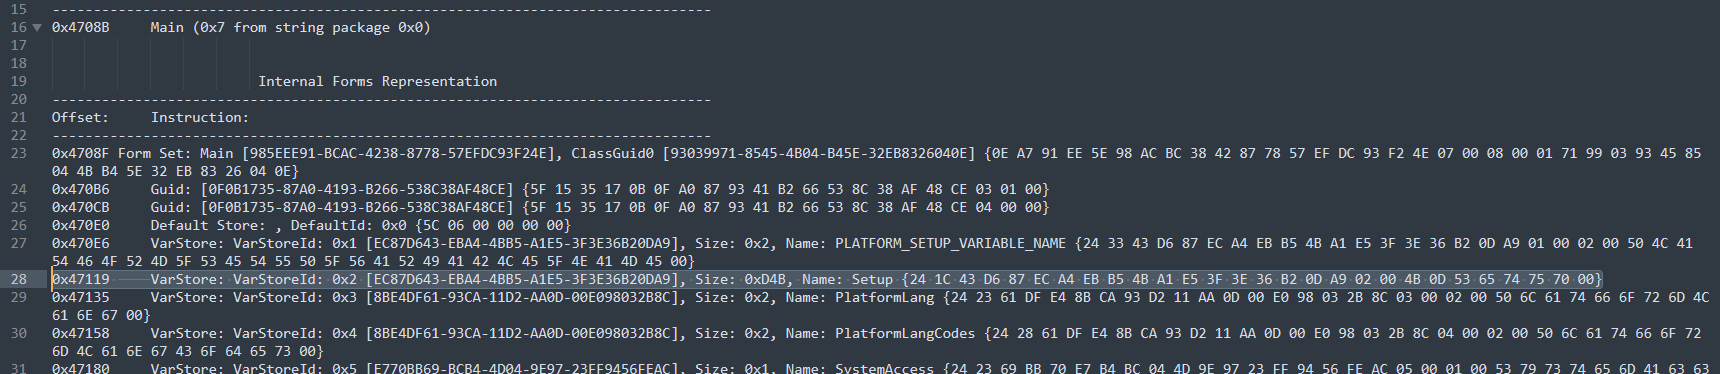 15 --------------------------------------------------------------------------------
16 0x4708B Main (0x7 from string package 0x0)
17
18
19 Internal Forms Representation
20 --------------------------------------------------------------------------------
21 Offset: Instruction:
22 --------------------------------------------------------------------------------
23 0x4708F Form Set: Main [985EEE91-BCAC-4238-8778-57EFDC93F24E], ClassGuid0 [93039971-8545-4B04-B45E-32EB8326040E] {0E A7 91 EE 5E 98 AC BC 38 42 87 78 57 EF DC 93 F2 4E 07 00 08 00 01 71 99 03 93 45 85
04 4B B4 5E 32 EB 83 26 04 0E}
24 0x470B6 Guid: [0F0B1735-87A0-4193-B266-538C38AF48CE] {5F 15 35 17 0B 0F A0 87 93 41 B2 66 53 8C 38 AF 48 CE 03 01 00}
25 0x470CB Guid: [0F0B1735-87A0-4193-B266-538C38AF48CE] {5F 15 35 17 0B 0F A0 87 93 41 B2 66 53 8C 38 AF 48 CE 04 00 00}
26 0x470E0 Default Store: , DefaultId: 0x0 {5C 06 00 00 00 00}
27 0x470E6 VarStore: VarStoreId: 0x1 [EC87D643-EBA4-4BB5-A1E5-3F3E36B20DA9], Size: 0x2, Name: PLATFORM_SETUP_VARIABLE_NAME {24 33 43 D6 87 EC A4 EB B5 4B A1 E5 3F 3E 36 B2 0D A9 01 00 02 00 50 4C 41
54 46 4F 52 4D 5F 53 45 54 55 50 5F 56 41 52 49 41 42 4C 45 5F 4E 41 4D 45 00}
28 0x47119 VarStore: VarStoreId: 0x2 [EC87D643-EBA4-4BB5-A1E5-3F3E36B20DA9], Size: 0xD4B, Name: Setup {24 1C 43 D6 87 EC A4 EB B5 4B A1 E5 3F 3E 36 B2 0D A9 02 00 4B 0D 53 65 74 75 70 00}
29 0x47135 VarStore: VarStoreId: 0x3 [8BE4DF61-93CA-11D2-AA0D-00E098032B8C], Size: 0x2, Name: PlatformLang {24 23 61 DF E4 8B CA 93 D2 11 AA 0D 00 E0 98 03 2B 8C 03 00 02 00 50 6C 61 74 66 6F 72 6D 4C
61 6E 67 00}
30 0x47158 VarStore: VarStoreId: 0x4 [8BE4DF61-93CA-11D2-AA0D-00E098032B8C], Size: 0x2, Name: PlatformLangCodes {24 28 61 DF E4 8B CA 93 D2 11 AA 0D 00 E0 98 03 2B 8C 04 00 02 00 50 6C 61 74 66 6F 72
6D 4C 61 6E 67 43 6F 64 65 73 00}
31 0x47180 VarStore: VarStoreId: 0x5 [E770BB69-BCB4-4D04-9E97-23FF9456FEAC], Size: 0x1, Name: SystemAccess {24 23 69 BB 70 E7 B4 BC 04 4D 9E 97 23 FF 94 56 FE AC 05 00 01 00 53 79 73 74 65 6D 41 63 63